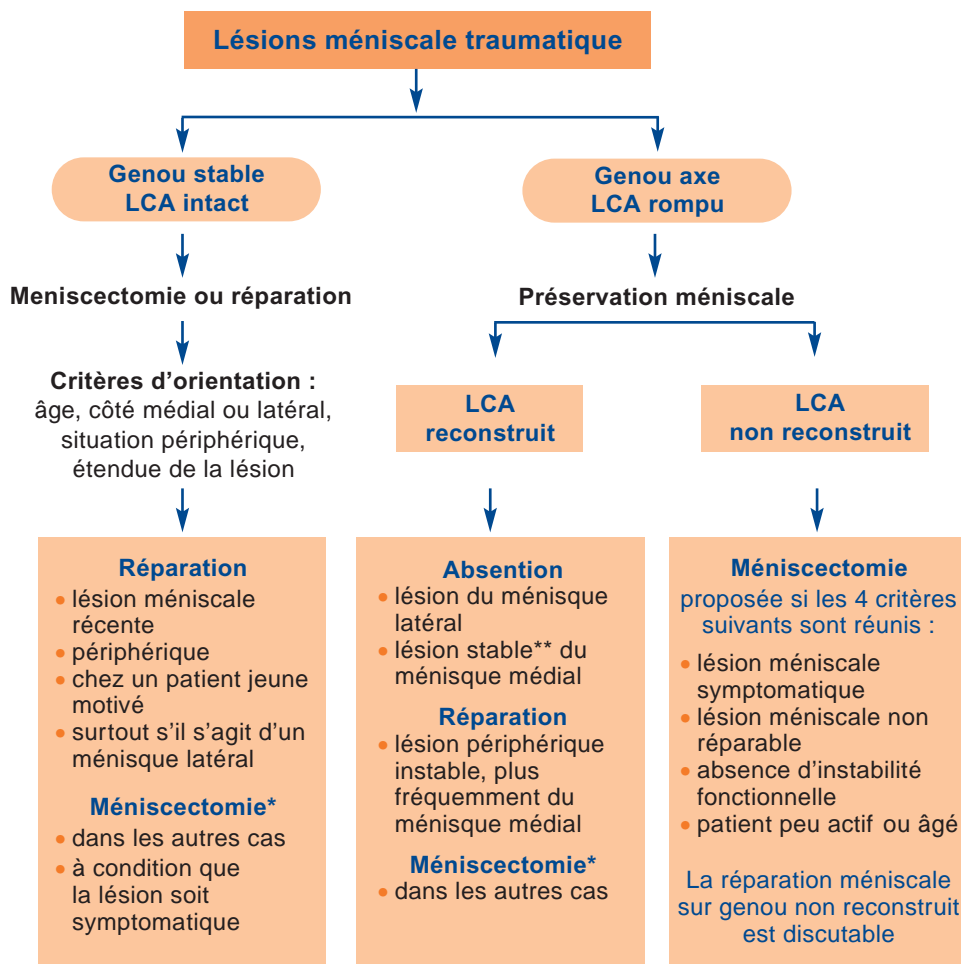 Lésions méniscale traumatique
Genou stable
LCA intact
Genou axe
LCA rompu
Meniscectomie ou réparation
Préservation méniscale
Critères d'orientation :
âge, côté médial ou latéral,
situation périphérique,
étendue de la lésion
LCA
reconstruit
LCA
non reconstruit
Réparation
• lésion méniscale
récente
• périphérique
• chez un patient jeune
motivé
• surtout s'il s'agit d'un
ménisque latéral
Méniscectomie*
• dans les autres cas
• à condition que
la lésion soit
symptomatique
Absention
• lésion du ménisque
latéral
• lésion stable** du
ménisque médial
Réparation
• lésion périphérique
instable, plus
fréquemment du
ménisque médial
Méniscectomie*
• dans les autres cas
Méniscectomie
proposée si les 4 critères
suivants sont réunis :
• lésion méniscale
symptomatique
• lésion méniscale non
réparable
• absence d'instabilité
fonctionnelle
• patient peu actif ou âgé
La réparation méniscale
sur genou non reconstruit
est discutable